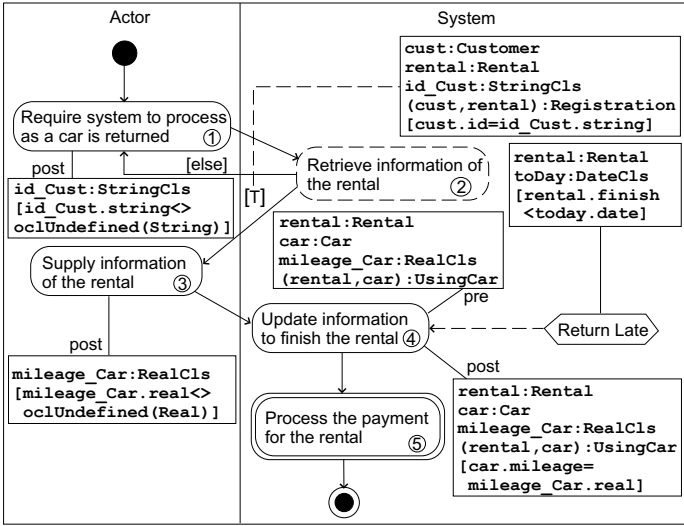 Actor
System
cust:Customer
rental:Rental
id_Cust:StringCls
(cust,rental):Registration
[cust.id=id_Cust.string]
Require system to process
as a car is returned
1
post
[else]
Retrieve information of
the rental
2
[T]
rental:Rental
toDay:DateCls
[rental.finish
<today.date]
id_Cust:StringCls
[id_Cust.string<>
oclUndefined(String)]
rental:Rental
car:Car
mileage_Car:RealCls
(rental,car):UsingCar
pre
Supply information
of the rental
3
Update information
to finish the rental
4
Return Late
post
mileage_Car:RealCls
[mileage_Car.real<>
oclUndefined(Real)]
post
rental:Rental
car:Car
mileage_Car:RealCls
(rental,car):UsingCar
[car.mileage=
mileage_Car.real]
Process the payment
for the rental
5